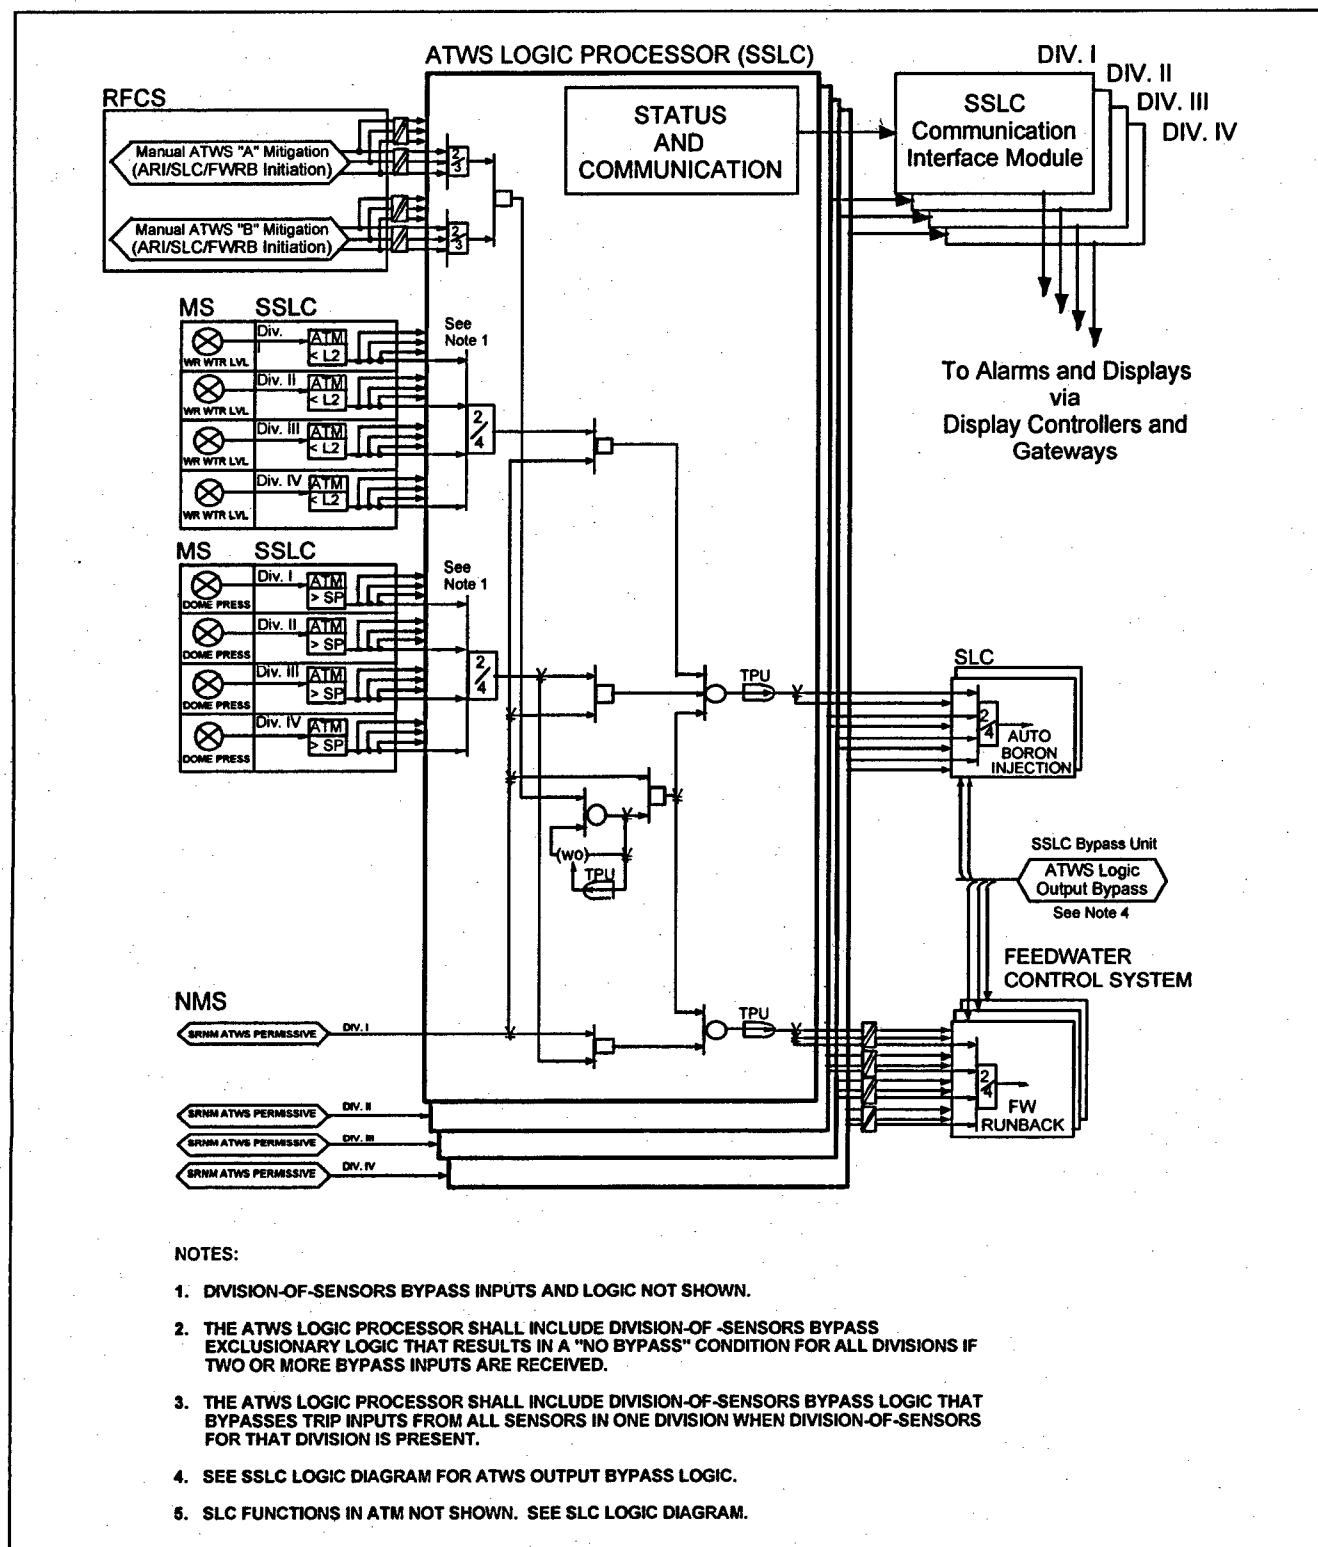 ATWS LOGIC PROCESSOR (SSLC)
DIV. I
DIV. II
DIV. III
DIV. IV
STATUS
AND
COMMUNICATION
SSLC
Communication
Interface Module
To Alarms and Displays
via
Display Controllers and
Gateways
RFCS
Manual ATWS "A" Mitigation
(ARI/SLC/FWRB Initiation)
2/3
Manual ATWS "B" Mitigation
(ARI/SLC/FWRB Initiation)
2/3
MS SSLC
See
Note 1
Div. I
ATM
< L2
WR WTR LVL
Div. II
ATM
< L2
WR WTR LVL
Div. III
ATM
< L2
WR WTR LVL
Div. IV
ATM
< L2
WR WTR LVL
2/4
MS SSLC
See
Note 1
Div. I
ATM
> SP
DOME PRESS
Div. II
ATM
> SP
DOME PRESS
Div. III
ATM
> SP
DOME PRESS
Div. IV
ATM
> SP
DOME PRESS
2/4
TPU
SLC
2/4
AUTO
BORON
INJECTION
(WO)
TPU
SSLC Bypass Unit
ATWS Logic
Output Bypass
See Note 4
FEEDWATER
CONTROL SYSTEM
NMS
SRNM ATWS PERMISSIVE DIV. I
TPU
2/4
FW
RUNBACK
SRNM ATWS PERMISSIVE DIV. II
SRNM ATWS PERMISSIVE DIV. III
SRNM ATWS PERMISSIVE DIV. IV
NOTES:
1. DIVISION-OF-SENSORS BYPASS INPUTS AND LOGIC NOT SHOWN.
2. THE ATWS LOGIC PROCESSOR SHALL INCLUDE DIVISION-OF -SENSORS BYPASS
EXCLUSIONARY LOGIC THAT RESULTS IN A "NO BYPASS" CONDITION FOR ALL DIVISIONS IF
TWO OR MORE BYPASS INPUTS ARE RECEIVED.
3. THE ATWS LOGIC PROCESSOR SHALL INCLUDE DIVISION-OF-SENSORS BYPASS LOGIC THAT
BYPASSES TRIP INPUTS FROM ALL SENSORS IN ONE DIVISION WHEN DIVISION-OF-SENSORS
FOR THAT DIVISION IS PRESENT.
4. SEE SSLC LOGIC DIAGRAM FOR ATWS OUTPUT BYPASS LOGIC.
5. SLC FUNCTIONS IN ATM NOT SHOWN. SEE SLC LOGIC DIAGRAM.